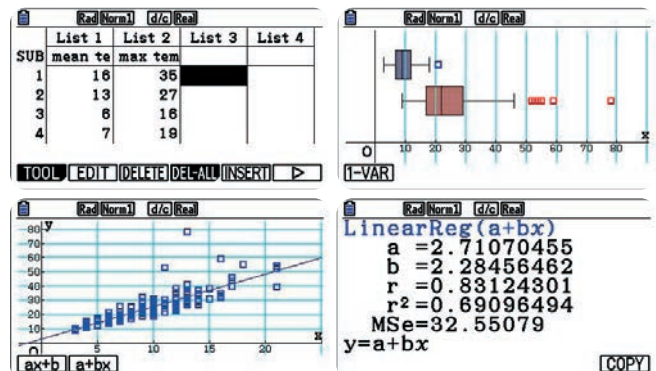 Rad Norm1 d/c Real
List 1 List 2 List 3 List 4
SUB mean te max tem
1 16 35
2 13 27
3 6 16
4 7 19
TOOL EDIT DELETE DEL-ALL INSERT ▷
Rad Norm1 d/c Real
x
O 10 20 30 40 50 60 70 80
1-VAR
Rad Norm1 d/c Real
y
80
70
60
50
40
30
20
10
x
O 5 10 15 20
ax+b a+bx
Rad Norm1 d/c Real
LinearReg(a+bx)
a =2.71070455
b =2.28456462
r =0.83124301
r²=0.69096494
MSe=32.55079
y=a+bx
COPY